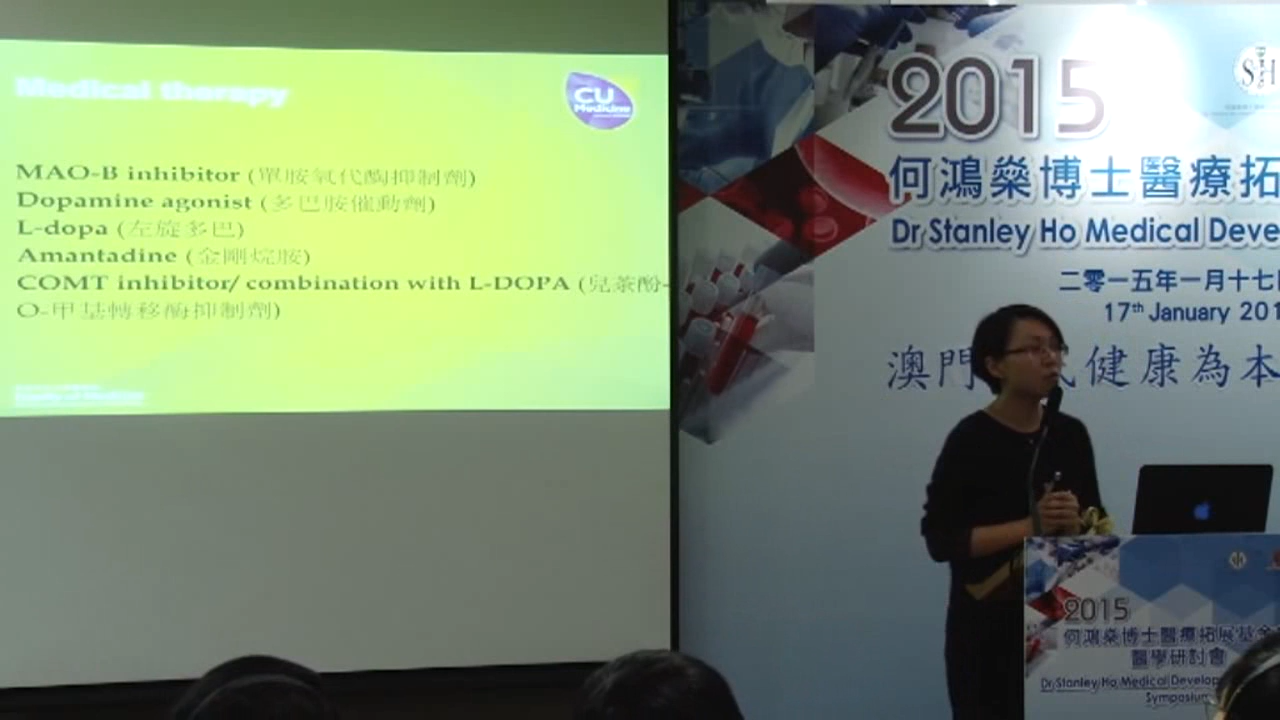 Medical therapy
CU
Medicine
MAO-B inhibitor (單胺氧代酶抑制劑)
Dopamine agonist (多巴胺催動劑)
L-dopa (左旋多巴)
Amantadine (金剛烷胺)
COMT inhibitor/ combination with L-DOPA (兒茶酚-
O-甲基轉移酶抑制劑)
2015
SH
何鴻燊博士醫療拓
Dr Stanley Ho Medical Deve
二零一五年一月十七日
17th January 201
澳門 健康為本
2015
何鴻燊博士醫療拓展基金
醫學研討會
Dr Stanley Ho Medical Develop
Symposium